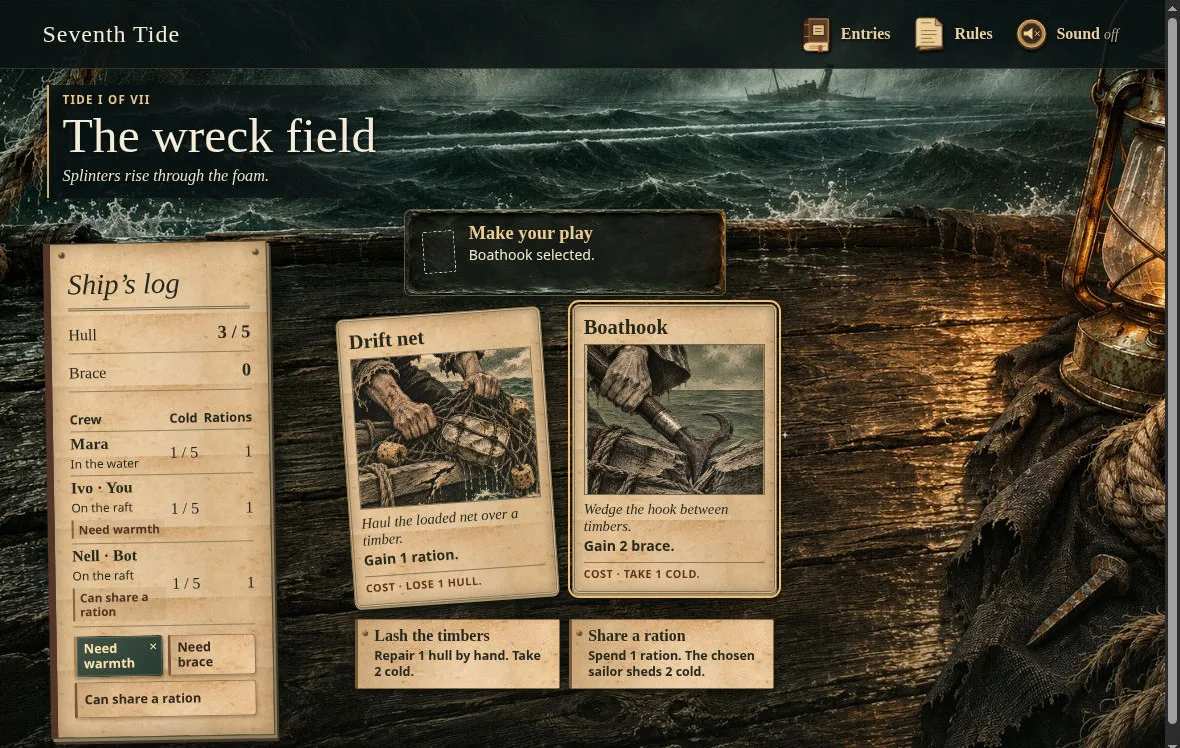 Seventh Tide
Entries
Rules
Sound off
TIDE I OF VII
The wreck field
Splinters rise through the foam.
Make your play
Boathook selected.
Ship’s log
Hull 3 / 5
Brace 0
Crew Cold Rations
Mara
In the water
1 / 5 1
Ivo · You
On the raft
1 / 5 1
Need warmth
Nell · Bot
On the raft
1 / 5 1
Can share a
ration
Need
warmth
×
Need
brace
Can share a ration
Drift net
Haul the loaded net over a
timber.
Gain 1 ration.
COST · LOSE 1 HULL.
Boathook
Wedge the hook between
timbers.
Gain 2 brace.
COST · TAKE 1 COLD.
Lash the timbers
Repair 1 hull by hand. Take
2 cold.
Share a ration
Spend 1 ration. The chosen
sailor sheds 2 cold.